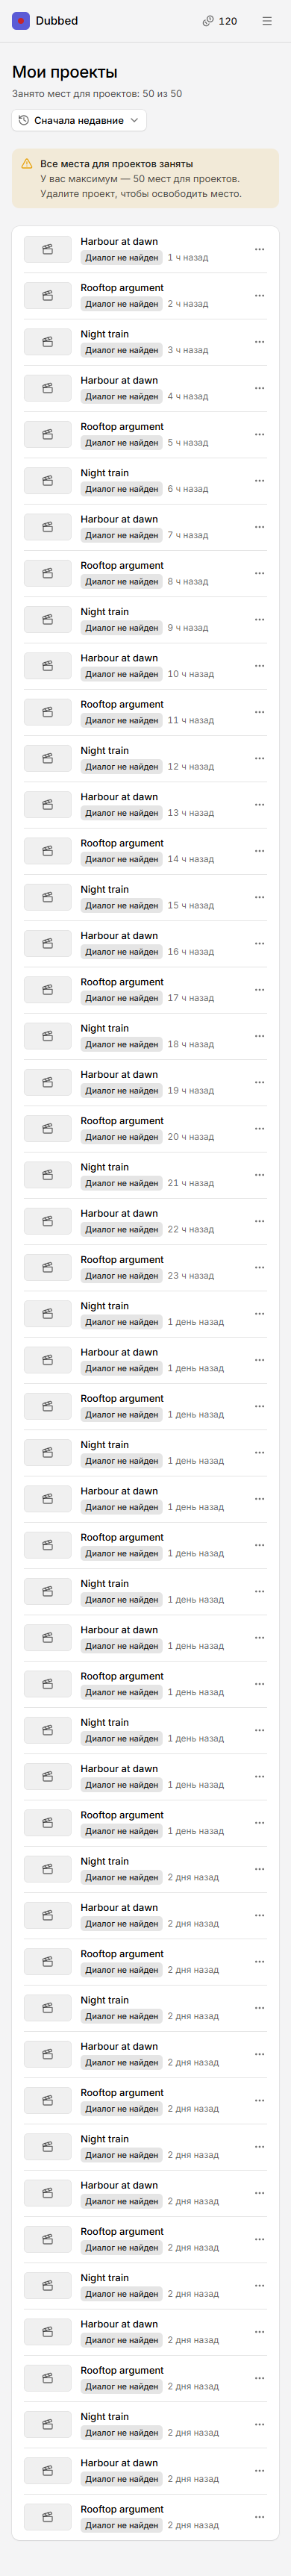 Dubbed
120
Мои проекты
Занято мест для проектов: 50 из 50
Сначала недавние
Все места для проектов заняты
У вас максимум — 50 мест для проектов.
Удалите проект, чтобы освободить место.
Harbour at dawn
Диалог не найден 1 ч назад
Rooftop argument
Диалог не найден 2 ч назад
Night train
Диалог не найден 3 ч назад
Harbour at dawn
Диалог не найден 4 ч назад
Rooftop argument
Диалог не найден 5 ч назад
Night train
Диалог не найден 6 ч назад
Harbour at dawn
Диалог не найден 7 ч назад
Rooftop argument
Диалог не найден 8 ч назад
Night train
Диалог не найден 9 ч назад
Harbour at dawn
Диалог не найден 10 ч назад
Rooftop argument
Диалог не найден 11 ч назад
Night train
Диалог не найден 12 ч назад
Harbour at dawn
Диалог не найден 13 ч назад
Rooftop argument
Диалог не найден 14 ч назад
Night train
Диалог не найден 15 ч назад
Harbour at dawn
Диалог не найден 16 ч назад
Rooftop argument
Диалог не найден 17 ч назад
Night train
Диалог не найден 18 ч назад
Harbour at dawn
Диалог не найден 19 ч назад
Rooftop argument
Диалог не найден 20 ч назад
Night train
Диалог не найден 21 ч назад
Harbour at dawn
Диалог не найден 22 ч назад
Rooftop argument
Диалог не найден 23 ч назад
Night train
Диалог не найден 1 день назад
Harbour at dawn
Диалог не найден 1 день назад
Rooftop argument
Диалог не найден 1 день назад
Night train
Диалог не найден 1 день назад
Harbour at dawn
Диалог не найден 1 день назад
Rooftop argument
Диалог не найден 1 день назад
Night train
Диалог не найден 1 день назад
Harbour at dawn
Диалог не найден 1 день назад
Rooftop argument
Диалог не найден 1 день назад
Night train
Диалог не найден 1 день назад
Harbour at dawn
Диалог не найден 1 день назад
Rooftop argument
Диалог не найден 1 день назад
Night train
Диалог не найден 2 дня назад
Harbour at dawn
Диалог не найден 2 дня назад
Rooftop argument
Диалог не найден 2 дня назад
Night train
Диалог не найден 2 дня назад
Harbour at dawn
Диалог не найден 2 дня назад
Rooftop argument
Диалог не найден 2 дня назад
Night train
Диалог не найден 2 дня назад
Harbour at dawn
Диалог не найден 2 дня назад
Rooftop argument
Диалог не найден 2 дня назад
Night train
Диалог не найден 2 дня назад
Harbour at dawn
Диалог не найден 2 дня назад
Rooftop argument
Диалог не найден 2 дня назад
Night train
Диалог не найден 2 дня назад
Harbour at dawn
Диалог не найден 2 дня назад
Rooftop argument
Диалог не найден 2 дня назад